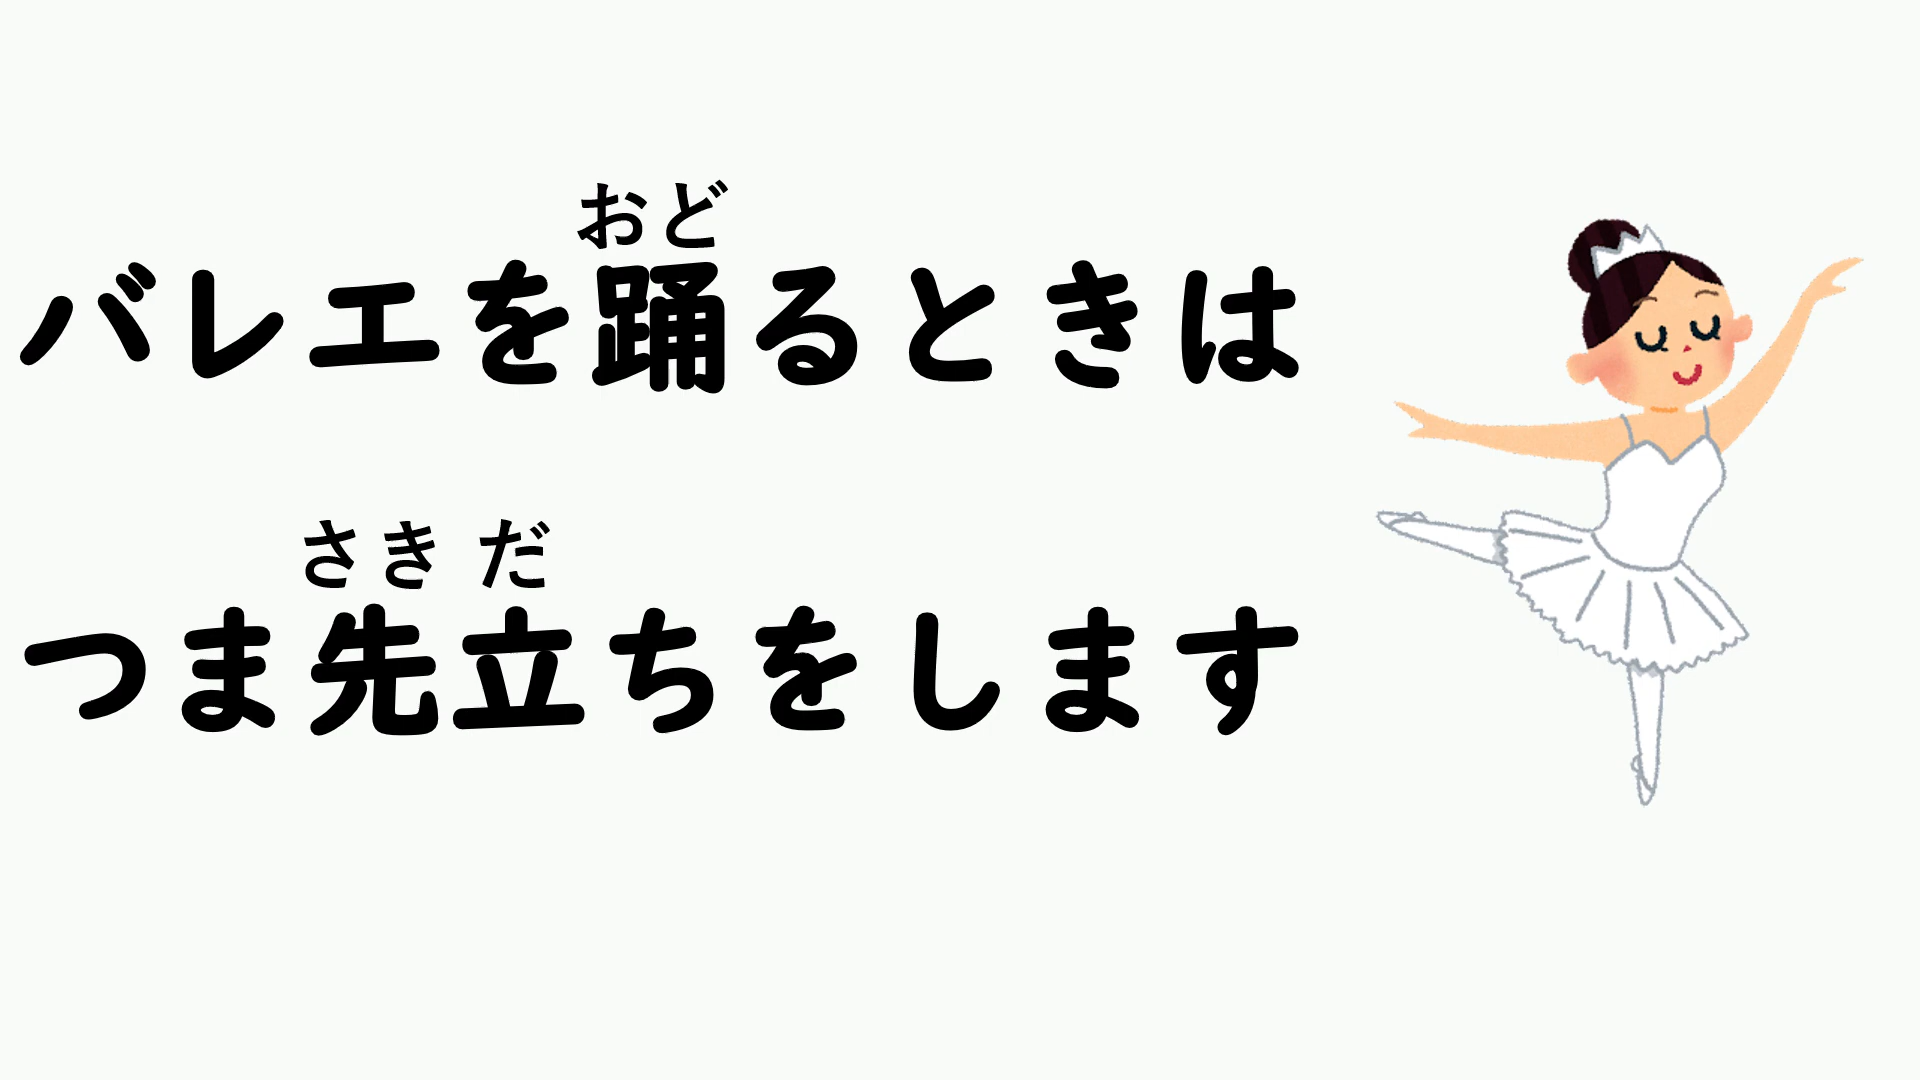 おど
バレエを踊るときは
さき だ
つま先立ちをします